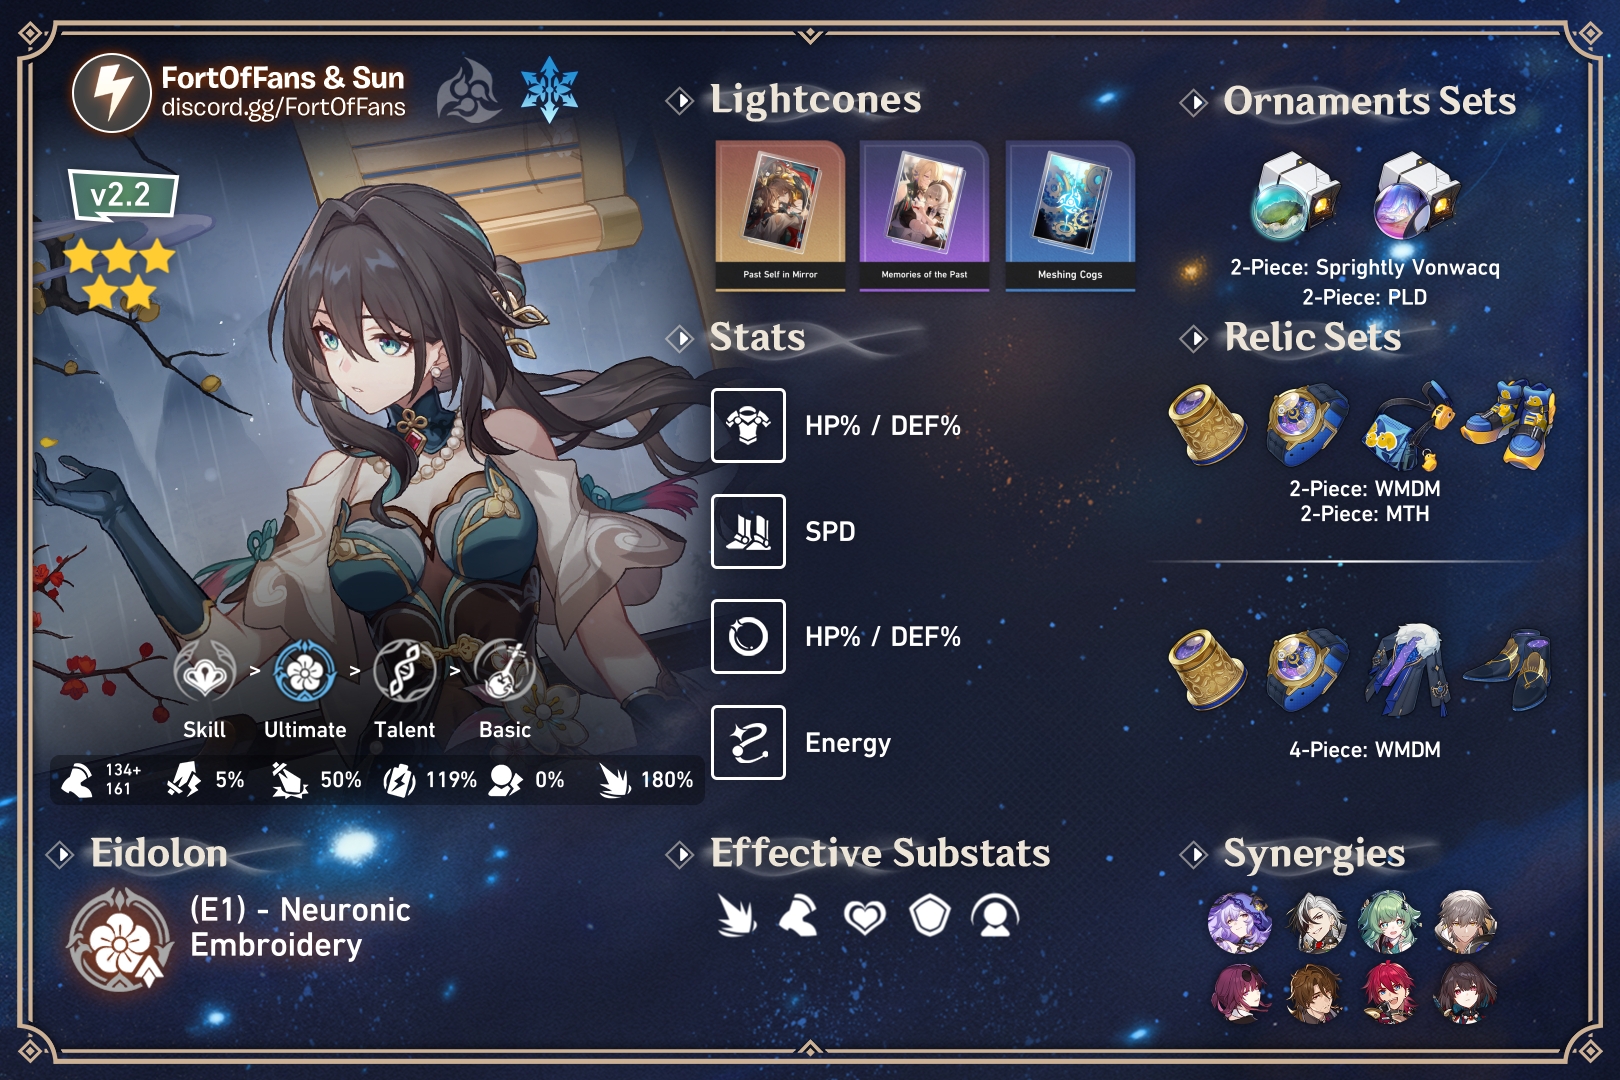 FortOfFans & Sun
discord.gg/FortOfFans
v2.2
Skill > Ultimate > Talent > Basic
134+
161
5%
50%
119%
0%
180%
Eidolon
(E1) - Neuronic
Embroidery
Lightcones
Past Self in Mirror
Memories of the Past
Meshing Cogs
Stats
HP% / DEF%
SPD
HP% / DEF%
Energy
Effective Substats
Ornaments Sets
2-Piece: Sprightly Vonwacq
2-Piece: PLD
Relic Sets
2-Piece: WMDM
2-Piece: MTH
4-Piece: WMDM
Synergies